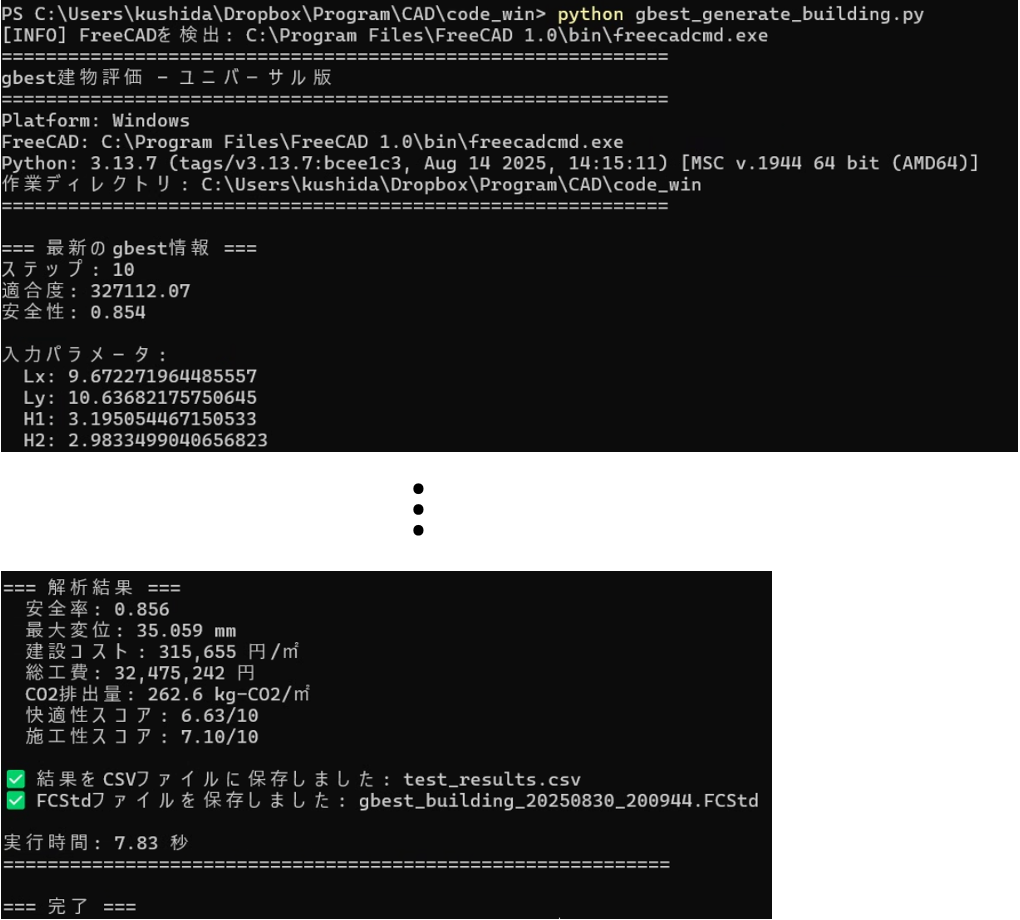 PS C:\Users\kushida\Dropbox\Program\CAD\code_win> python gbest_generate_building.py
[INFO] FreeCADを検出: C:\Program Files\FreeCAD 1.0\bin\freecadcmd.exe
============================================================
gbest建物評価 - ユニバーサル版
============================================================
Platform: Windows
FreeCAD: C:\Program Files\FreeCAD 1.0\bin\freecadcmd.exe
Python: 3.13.7 (tags/v3.13.7:bcee1c3, Aug 14 2025, 14:15:11) [MSC v.1944 64 bit (AMD64)]
作業ディレクトリ: C:\Users\kushida\Dropbox\Program\CAD\code_win
============================================================
=== 最新のgbest情報 ===
ステップ: 10
適合度: 327112.07
安全性: 0.854
入力パラメータ:
Lx: 9.672271964485557
Ly: 10.63682175750645
H1: 3.195054467150533
H2: 2.9833499040656823
=== 解析結果 ===
安全率: 0.856
最大変位: 35.059 mm
建設コスト: 315,655 円/㎡
総工費: 32,475,242 円
CO2排出量: 262.6 kg-CO2/㎡
快適性スコア: 6.63/10
施工性スコア: 7.10/10
✅ 結果をCSVファイルに保存しました: test_results.csv
✅ FCStdファイルを保存しました: gbest_building_20250830_200944.FCStd
実行時間: 7.83 秒
============================================================
=== 完了 ===